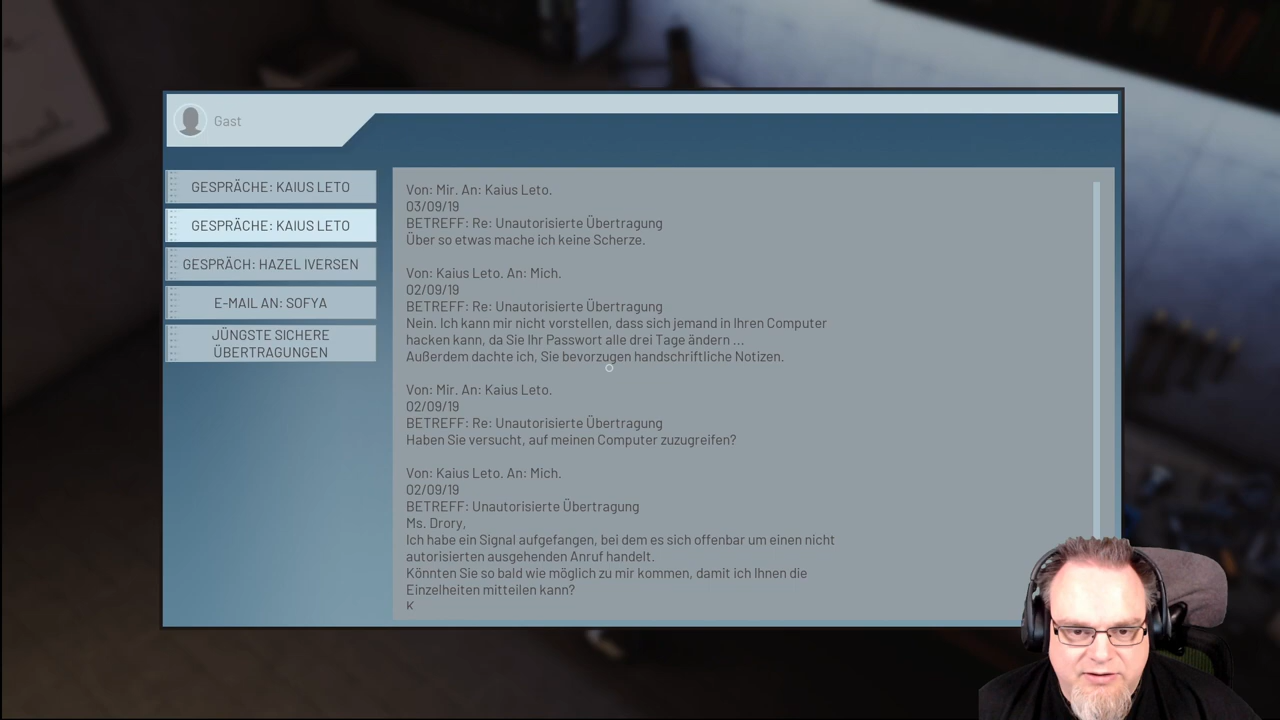 Gast
GESPRÄCHE: KAIUS LETO
GESPRÄCHE: KAIUS LETO
GESPRÄCH: HAZEL IVERSEN
E-MAIL AN: SOFYA
JÜNGSTE SICHERE
ÜBERTRAGUNGEN
Von: Mir. An: Kaius Leto.
03/09/19
BETREFF: Re: Unautorisierte Übertragung
Über so etwas mache ich keine Scherze.
Von: Kaius Leto. An: Mich.
02/09/19
BETREFF: Re: Unautorisierte Übertragung
Nein. Ich kann mir nicht vorstellen, dass sich jemand in Ihren Computer
hacken kann, da Sie Ihr Passwort alle drei Tage ändern ...
Außerdem dachte ich, Sie bevorzugen handschriftliche Notizen.
Von: Mir. An: Kaius Leto.
02/09/19
BETREFF: Re: Unautorisierte Übertragung
Haben Sie versucht, auf meinen Computer zuzugreifen?
Von: Kaius Leto. An: Mich.
02/09/19
BETREFF: Unautorisierte Übertragung
Ms. Drory,
Ich habe ein Signal aufgefangen, bei dem es sich offenbar um einen nicht
autorisierten ausgehenden Anruf handelt.
Könnten Sie so bald wie möglich zu mir kommen, damit ich Ihnen die
Einzelheiten mitteilen kann?
K